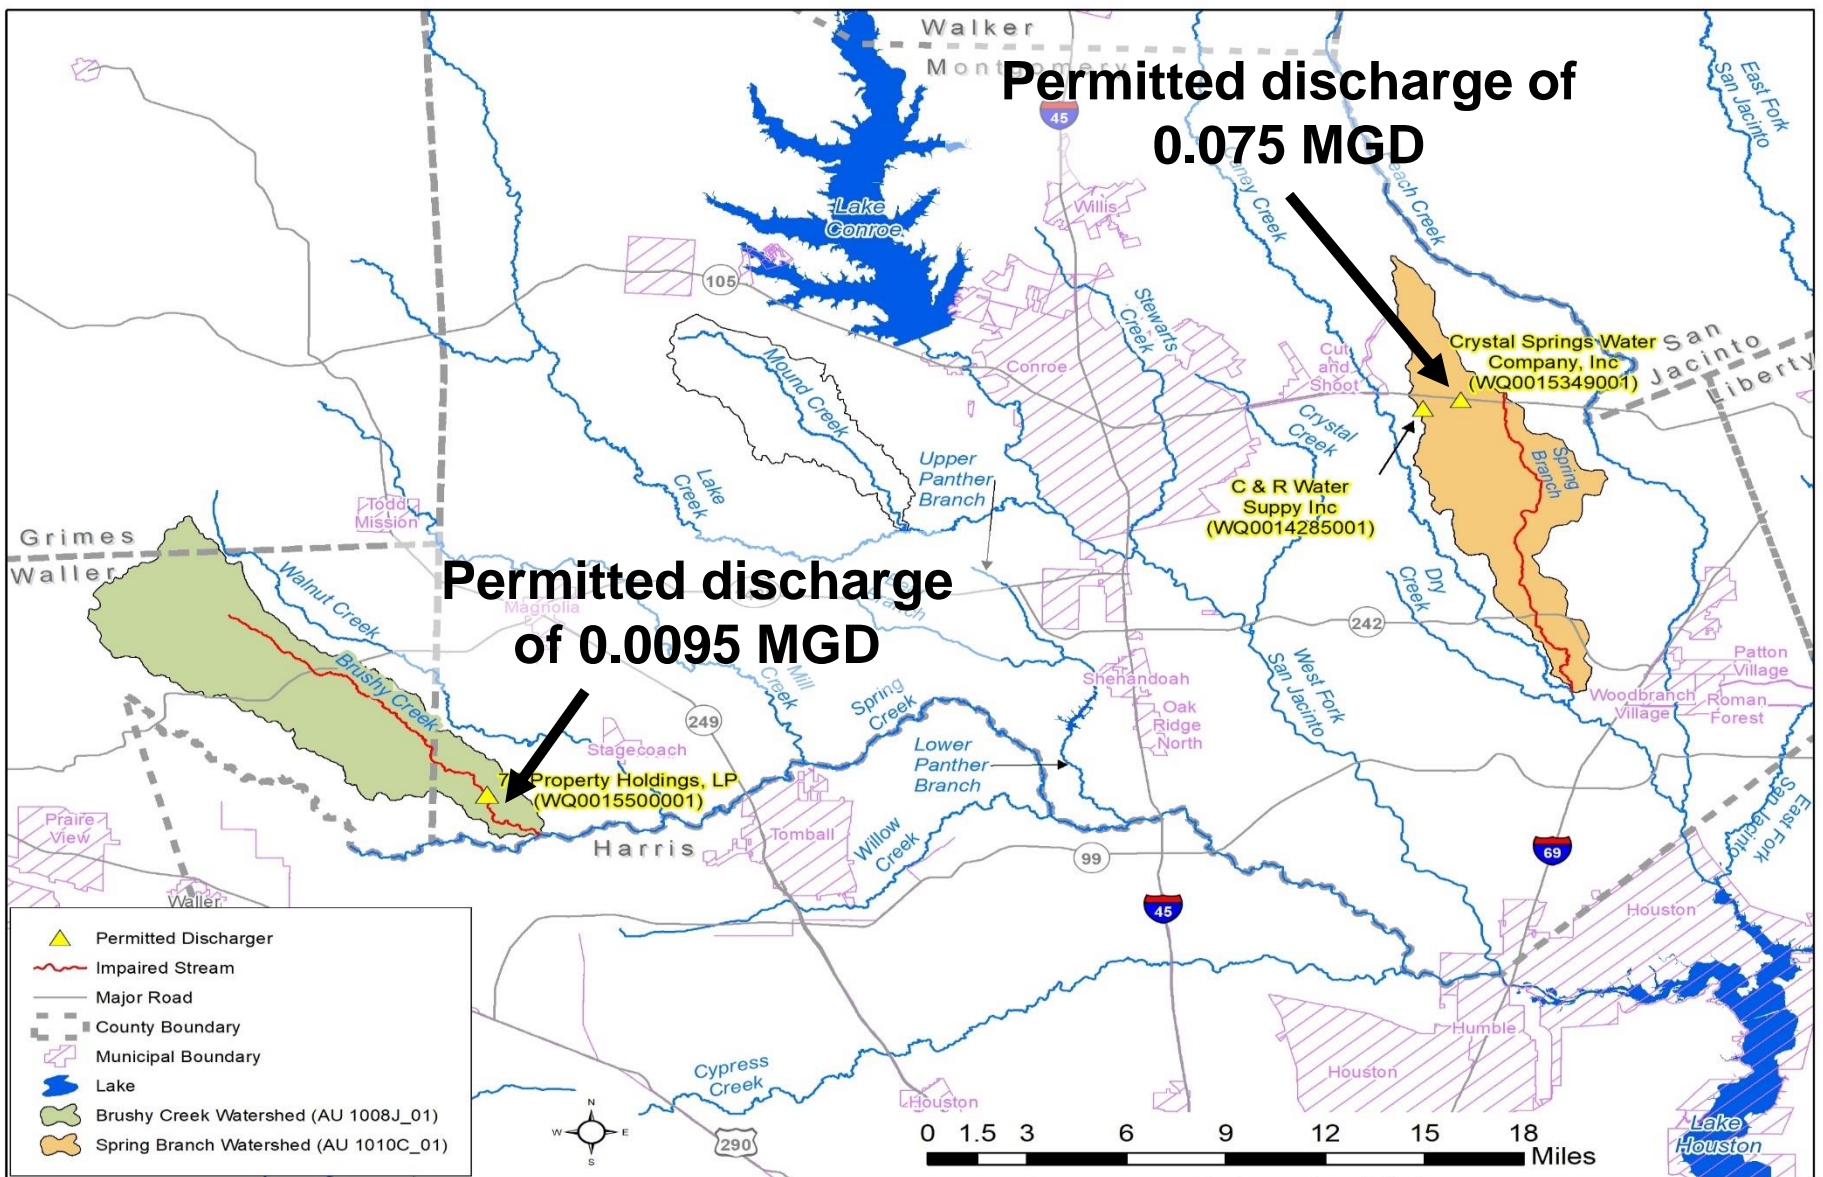 Walker
Montgomery
Permitted discharge of
0.075 MGD
45
East Fork
San Jacinto
Caney Creek
Peach Creek
Lake
Conroe
Willis
105
Stewarts
Creek
Conroe
Cut
and
Shoot
Crystal Springs Water
Company, Inc
(WQ0015349001)
San
Jacinto
Liberty
Mound Creek
Crystal
Creek
Spring
Branch
Upper
Panther
Branch
Lake
Creek
C & R Water
Suppy Inc
(WQ0014285001)
Todd
Mission
Grimes
Waller
Walnut Creek
Permitted discharge
of 0.0095 MGD
Magnolia
Branch
Dry
Creek
242
Brushy Creek
Mill
Creek
Spring
Creek
West Fork
San Jacinto
Shenandoah
Oak
Ridge
North
Patton
Village
Woodbranch
Village
Roman
Forest
249
Stagecoach
Lower
Panther
Branch
7
Property Holdings, LP
(WQ0015500001)
East Fork
San Jacinto
Praire
View
Harris
Tomball
Willow
Creek
99
69
Waller
45
Houston
Permitted Discharger
Impaired Stream
Major Road
County Boundary
Municipal Boundary
Lake
Brushy Creek Watershed (AU 1008J_01)
Spring Branch Watershed (AU 1010C_01)
Humble
Houston
Cypress
Creek
Houston
N
W E
S
290
0 1.5 3 6 9 12 15 18
Miles
Lake
Houston